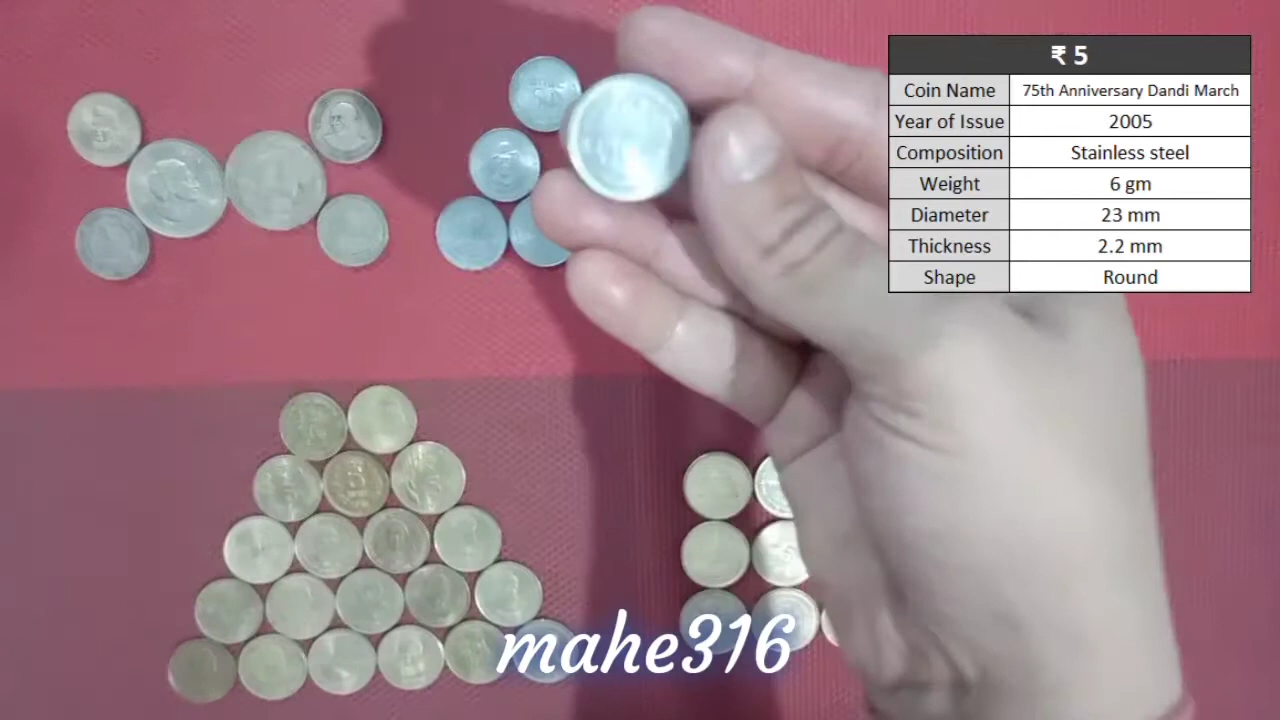 ₹ 5
Coin Name 75th Anniversary Dandi March
Year of Issue 2005
Composition Stainless steel
Weight 6 gm
Diameter 23 mm
Thickness 2.2 mm
Shape Round
mahe316